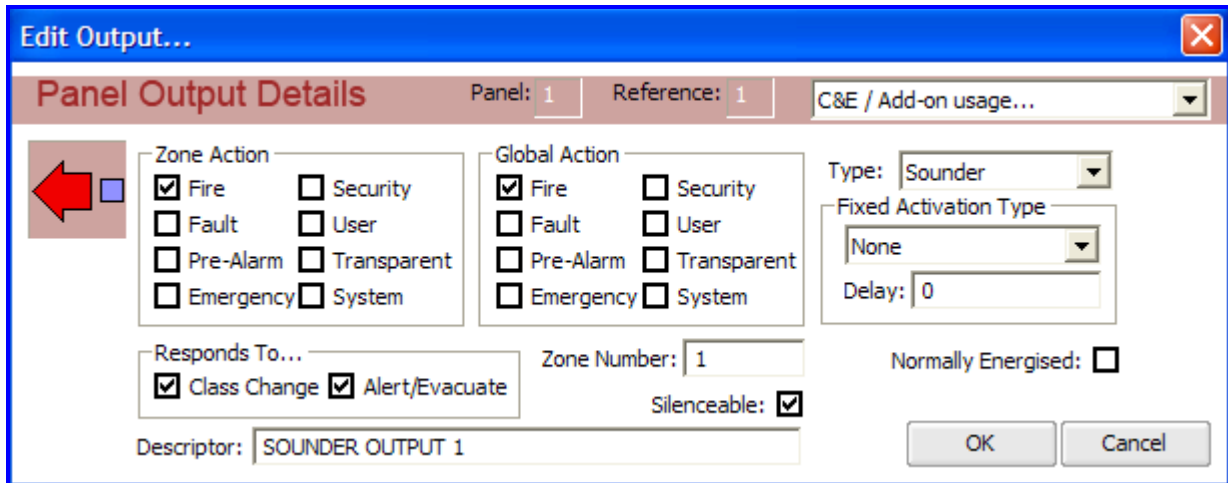 Edit Output...
Panel Output Details
Panel: 1
Reference: 1
C&E / Add-on usage...
Zone Action
Fire
Security
Fault
User
Pre-Alarm
Transparent
Emergency
System
Global Action
Fire
Security
Fault
User
Pre-Alarm
Transparent
Emergency
System
Type: Sounder
Fixed Activation Type
None
Delay: 0
Responds To...
Class Change
Alert/Evacuate
Zone Number: 1
Silenceable:
Normally Energised:
Descriptor: SOUNDER OUTPUT 1
OK
Cancel